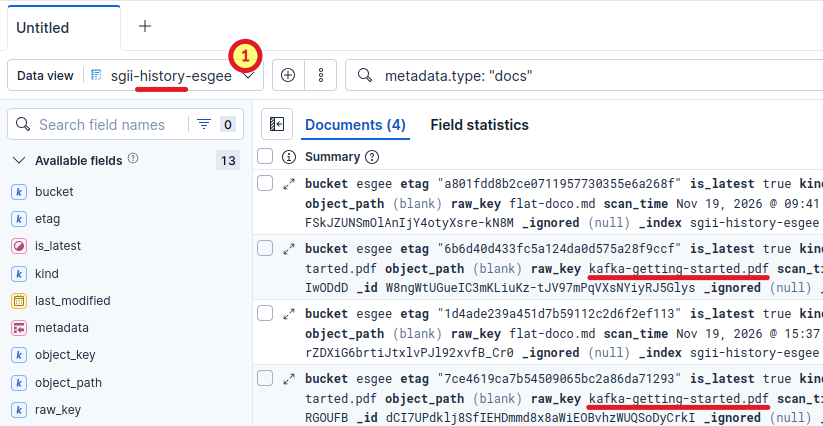 Untitled
1
Data view sgii-history-esgee
metadata.type: "docs"
Search field names 0
Documents (4) Field statistics
Available fields 13
Summary
bucket
etag
is_latest
kind
last_modified
metadata
object_key
object_path
raw_key
bucket esgee etag "a801fdd8b2ce0711957730355e6a268f" is_latest true kin
object_path (blank) raw_key flat-doco.md scan_time Nov 19, 2026 @ 09:41
FSkJZUNSmOlAnIjY4otyXsre-kN8M _ignored (null) _index sgii-history-esgee
bucket esgee etag "6b6d40d433fc5a124da0d575a28f9ccf" is_latest true kin
tarted.pdf object_path (blank) raw_key kafka-getting-started.pdf scan_ti
IwODdD _id W8ngWtUGueIC3mKLiuKz-tJV97mPqVXsNYiyRJ5Glys _ignored (null)
bucket esgee etag "1d4ade239a451d7b59112c2d6f2ef113" is_latest true kin
object_path (blank) raw_key flat-doco.md scan_time Nov 19, 2026 @ 15:37
rZDXiG6brtiJtxlvPJl92xvfB_Cr0 _ignored (null) _index sgii-history-esgee
bucket esgee etag "7ce4619ca7b54509065bc2a86da71293" is_latest true kin
tarted.pdf object_path (blank) raw_key kafka-getting-started.pdf scan_ti
RGOUFB _id dCI7UPdklj8SfIEHDmmd8x8aWiEOBvhzWUQSoDyCrkI _ignored (null)